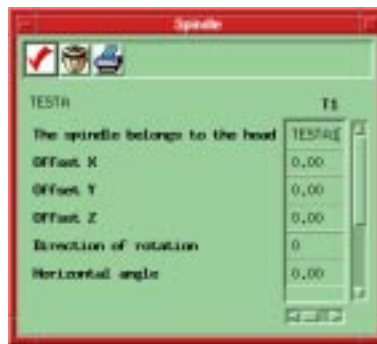 Spindle
TESTA T1
The spindle belongs to the head TESTA
Offset X 0,00
Offset Y 0,00
Offset Z 0,00
Direction of rotation 0
Horizontal angle 0,00